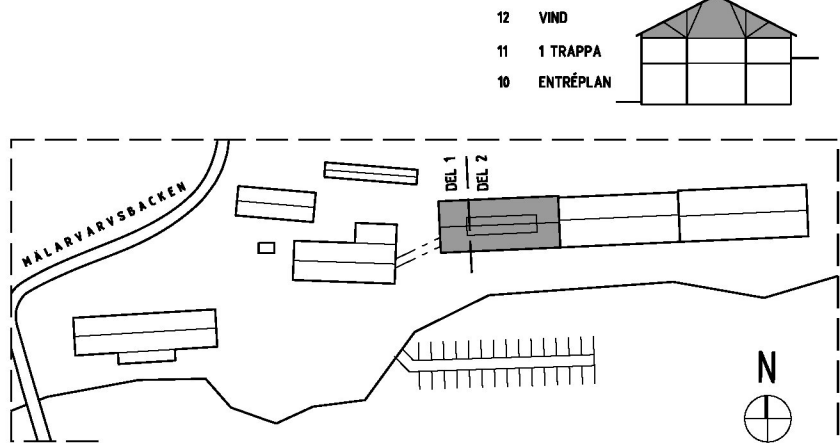 12 VIND
11 1 TRAPPA
10 ENTRÉPLAN
DEL 1
DEL 2
MÄLARVARVSBACKEN
N